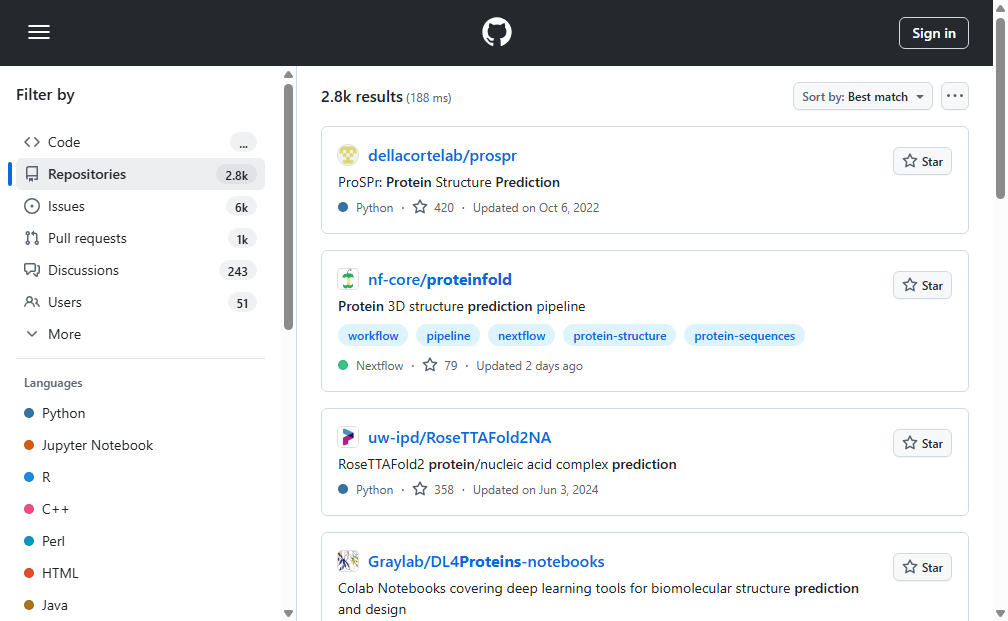 Sign in
Filter by
Code
...
Repositories
2.8k
Issues
6k
Pull requests
1k
Discussions
243
Users
51
More
Languages
Python
Jupyter Notebook
R
C++
Perl
HTML
Java
2.8k results (188 ms)
Sort by: Best match
dellacortelab/prospr
Star
ProSPr: Protein Structure Prediction
Python · 420 · Updated on Oct 6, 2022
nf-core/proteinfold
Star
Protein 3D structure prediction pipeline
workflow pipeline nextflow protein-structure protein-sequences
Nextflow · 79 · Updated 2 days ago
uw-ipd/RoseTTAFold2NA
Star
RoseTTAFold2 protein/nucleic acid complex prediction
Python · 358 · Updated on Jun 3, 2024
Graylab/DL4Proteins-notebooks
Star
Colab Notebooks covering deep learning tools for biomolecular structure prediction
and design